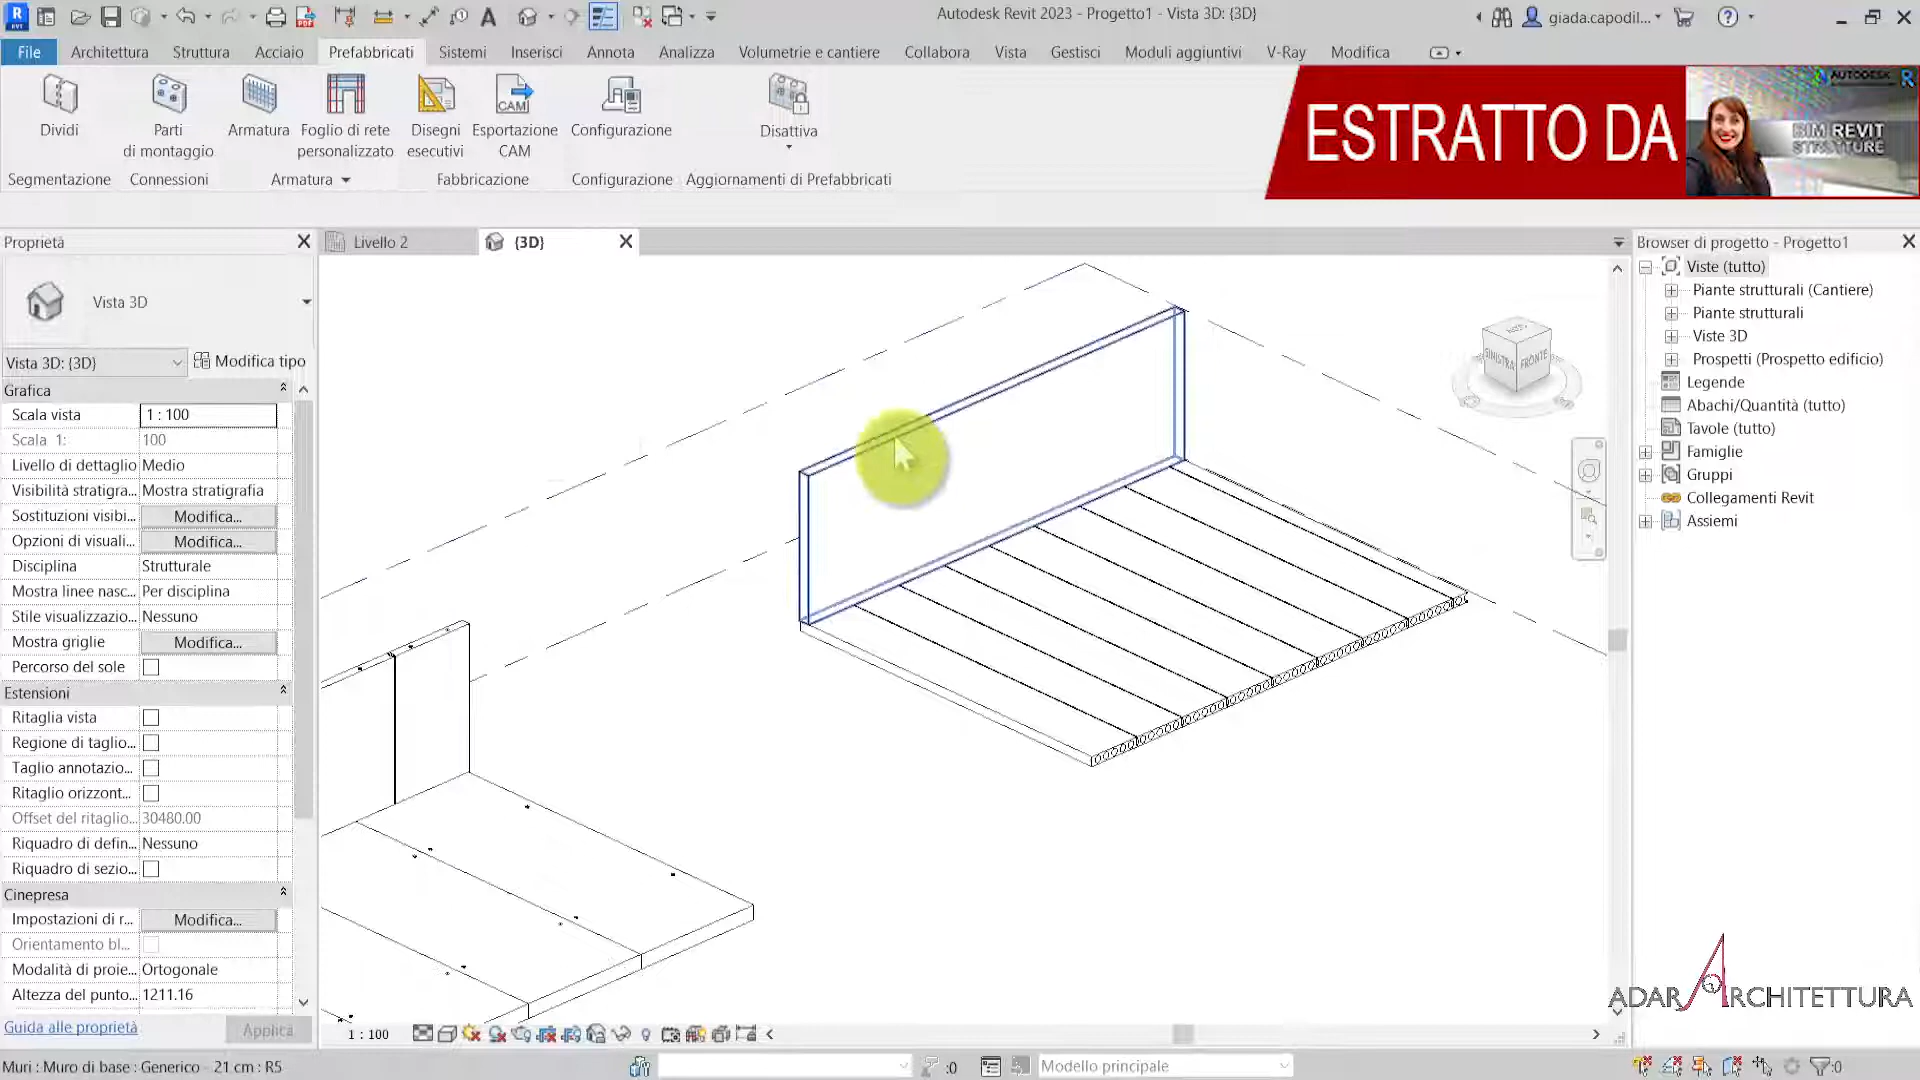 Autodesk Revit 2023 - Progetto1 - Vista 3D: {3D}
giada.capodil...
File Architettura Struttura Acciaio Prefabbricati Sistemi Inserisci Annota Analizza Volumetrie e cantiere Collabora Vista Gestisci Moduli aggiuntivi V-Ray Modifica
Dividi
Parti
di montaggio
Armatura
Foglio di rete
personalizzato
Disegni
esecutivi
CAM
Esportazione
CAM
Configurazione
Disattiva
Segmentazione
Connessioni
Armatura
Fabbricazione
Configurazione
Aggiornamenti di Prefabbricati
ESTRATTO DA
AUTODESK
BIM REVIT
STRUTTURE
Proprietà
Livello 2
{3D}
Browser di progetto - Progetto1
Vista 3D
Vista 3D: {3D}
Modifica tipo
Grafica
Scala vista 1 : 100
Scala 1: 100
Livello di dettaglio Medio
Visibilità stratigra... Mostra stratigrafia
Sostituzioni visibi... Modifica...
Opzioni di visuali... Modifica...
Disciplina Strutturale
Mostra linee nasc... Per disciplina
Stile visualizzazio... Nessuno
Mostra griglie Modifica...
Percorso del sole
Estensioni
Ritaglia vista
Regione di taglio...
Taglio annotazio...
Ritaglio orizzont...
Offset del ritaglio... 30480.00
Riquadro di defin... Nessuno
Riquadro di sezio...
Cinepresa
Impostazioni di r... Modifica...
Orientamento bl...
Modalità di proie... Ortogonale
Altezza del punto... 1211.16
Guida alle proprietà
Applica
SINISTRA
FRONTE
Viste (tutto)
Piante strutturali (Cantiere)
Piante strutturali
Viste 3D
Prospetti (Prospetto edificio)
Legende
Abachi/Quantità (tutto)
Tavole (tutto)
Famiglie
Gruppi
Collegamenti Revit
Assiemi
ADARARCHITETTURA
1 : 100
Muri : Muro di base : Generico - 21 cm : R5
:0
Modello principale
:0